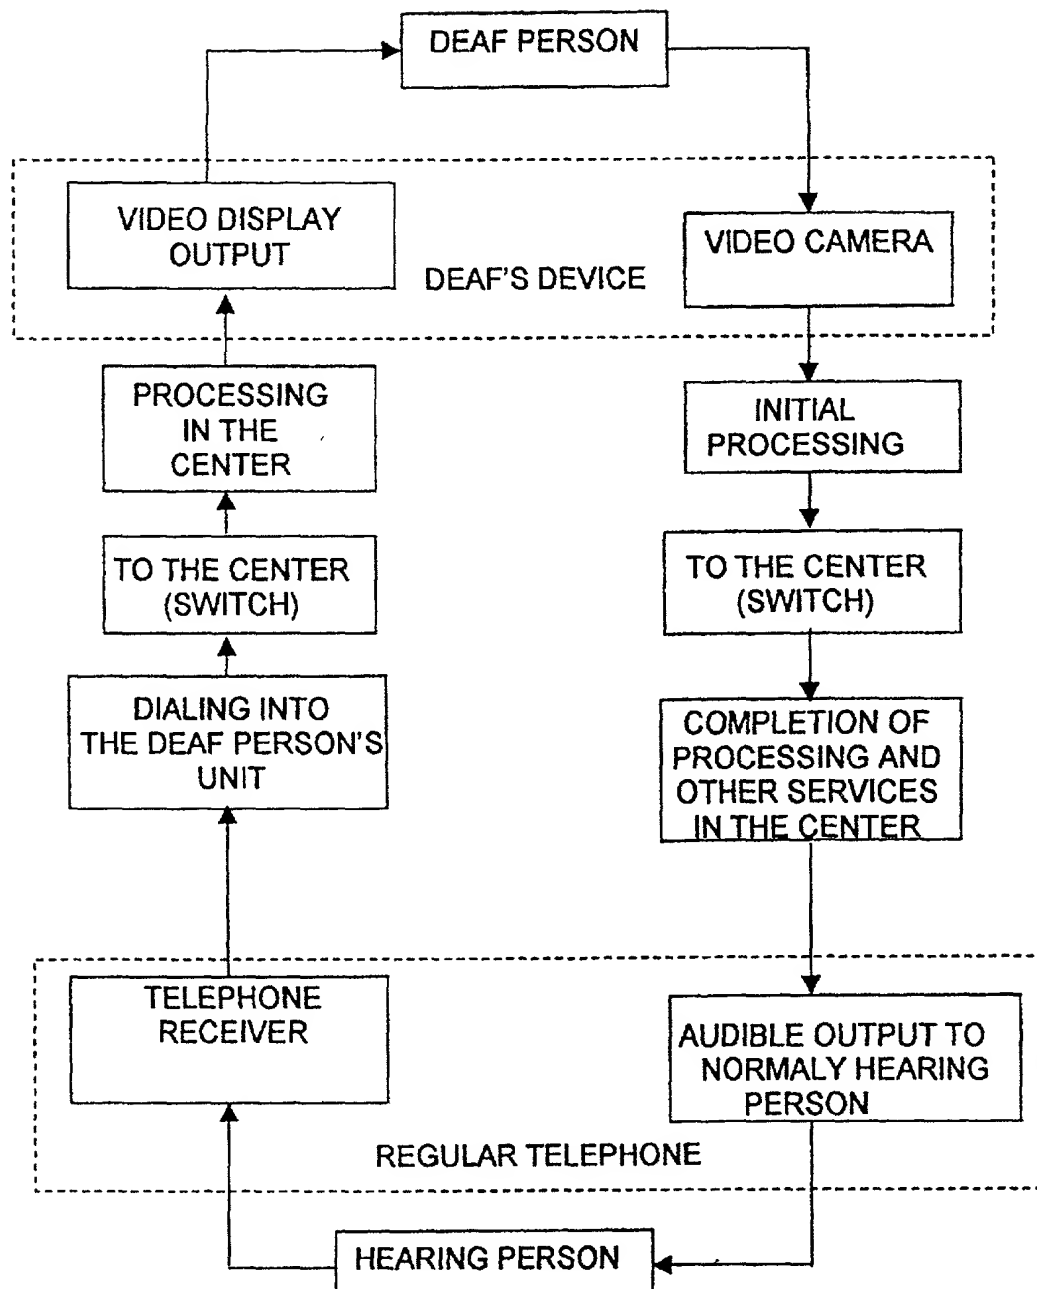 DEAF PERSON
VIDEO DISPLAY
OUTPUT
DEAF'S DEVICE
VIDEO CAMERA
PROCESSING
IN THE
CENTER
INITIAL
PROCESSING
TO THE CENTER
(SWITCH)
TO THE CENTER
(SWITCH)
DIALING INTO
THE DEAF PERSON'S
UNIT
COMPLETION OF
PROCESSING AND
OTHER SERVICES
IN THE CENTER
TELEPHONE
RECEIVER
AUDIBLE OUTPUT TO
NORMALY HEARING
PERSON
REGULAR TELEPHONE
HEARING PERSON